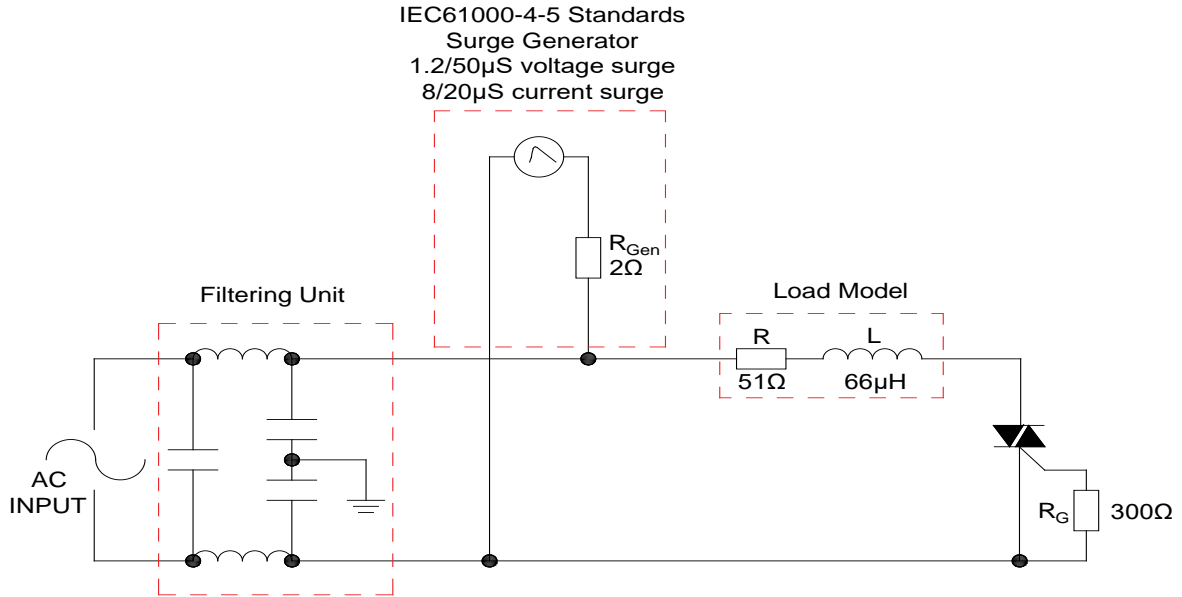 IEC61000-4-5 Standards
Surge Generator
1.2/50μS voltage surge
8/20μS current surge
RGen
2Ω
Filtering Unit
Load Model
R
L
51Ω
66μH
AC
INPUT
RG
300Ω